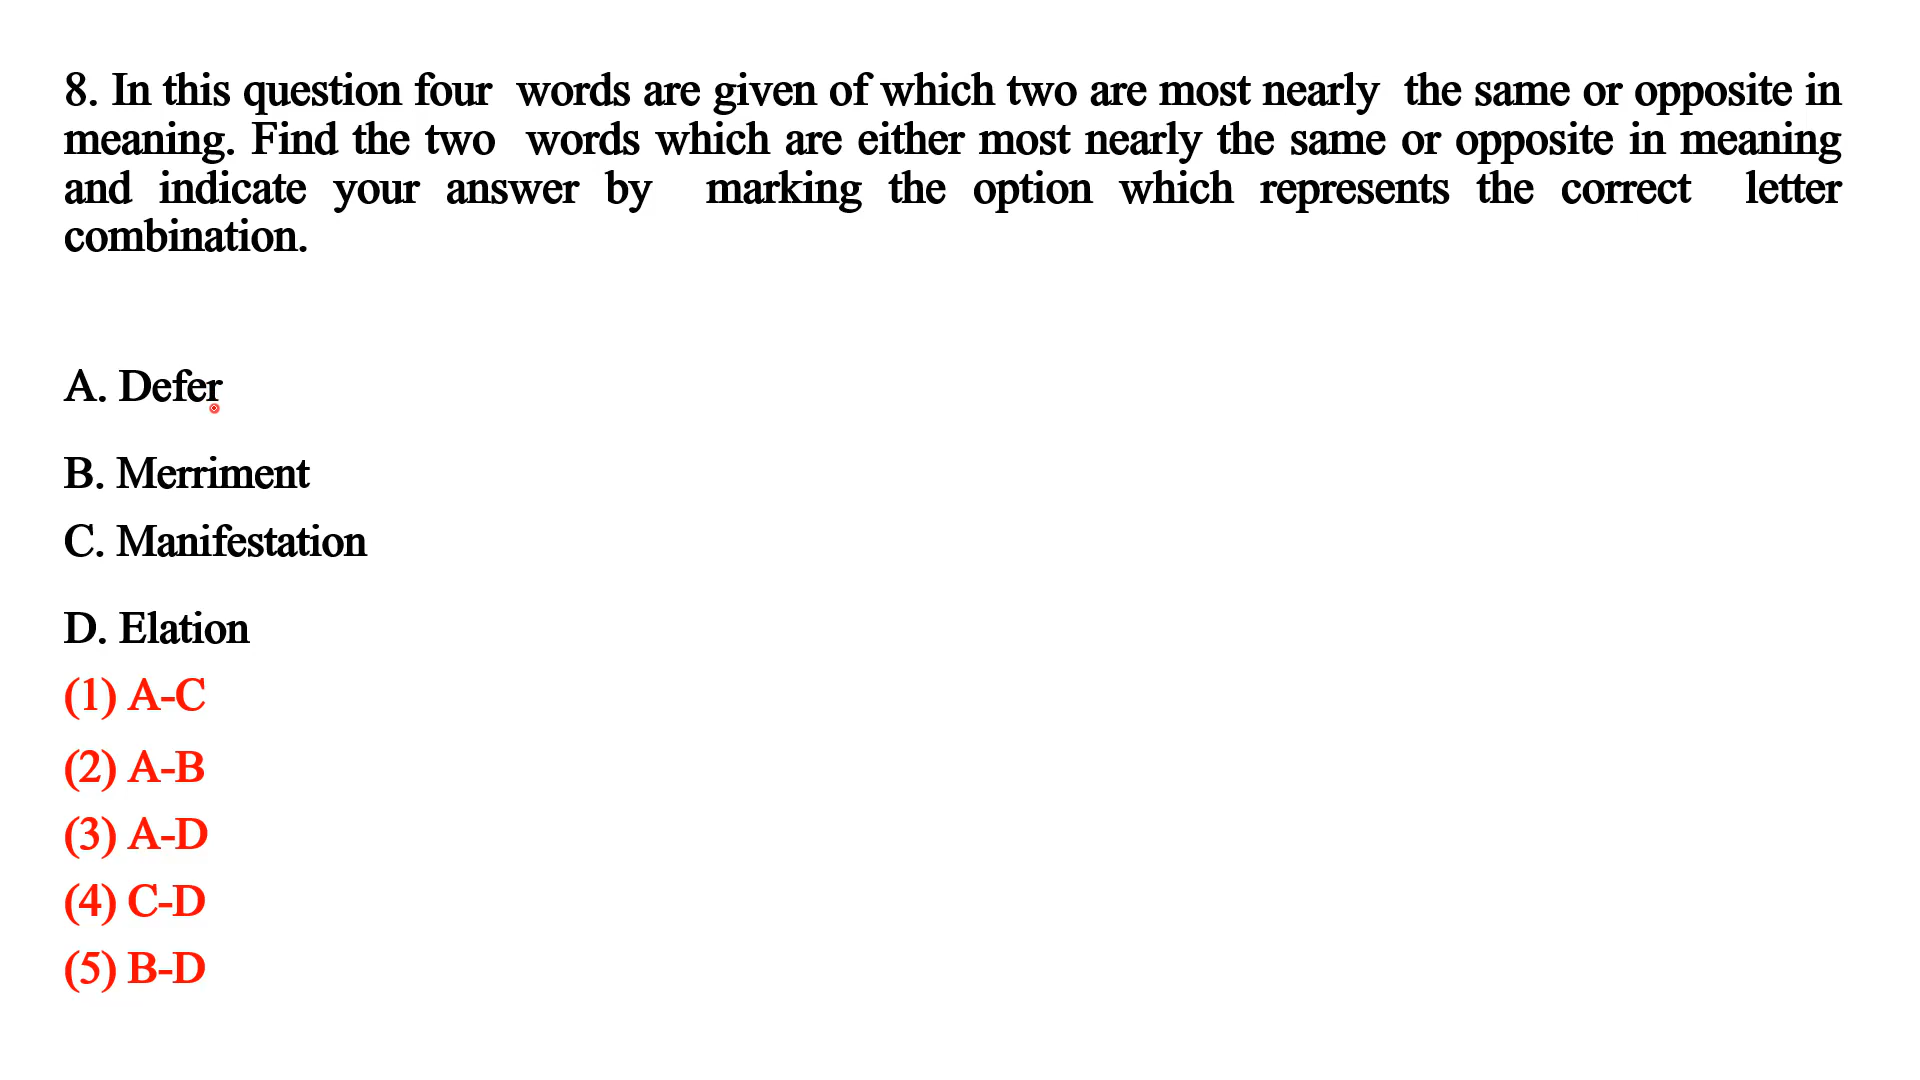 8. In this question four words are given of which two are most nearly the same or opposite in
meaning. Find the two words which are either most nearly the same or opposite in meaning
and indicate your answer by marking the option which represents the correct letter
combination.
A. Defer
B. Merriment
C. Manifestation
D. Elation
(1) A-C
(2) A-B
(3) A-D
(4) C-D
(5) B-D